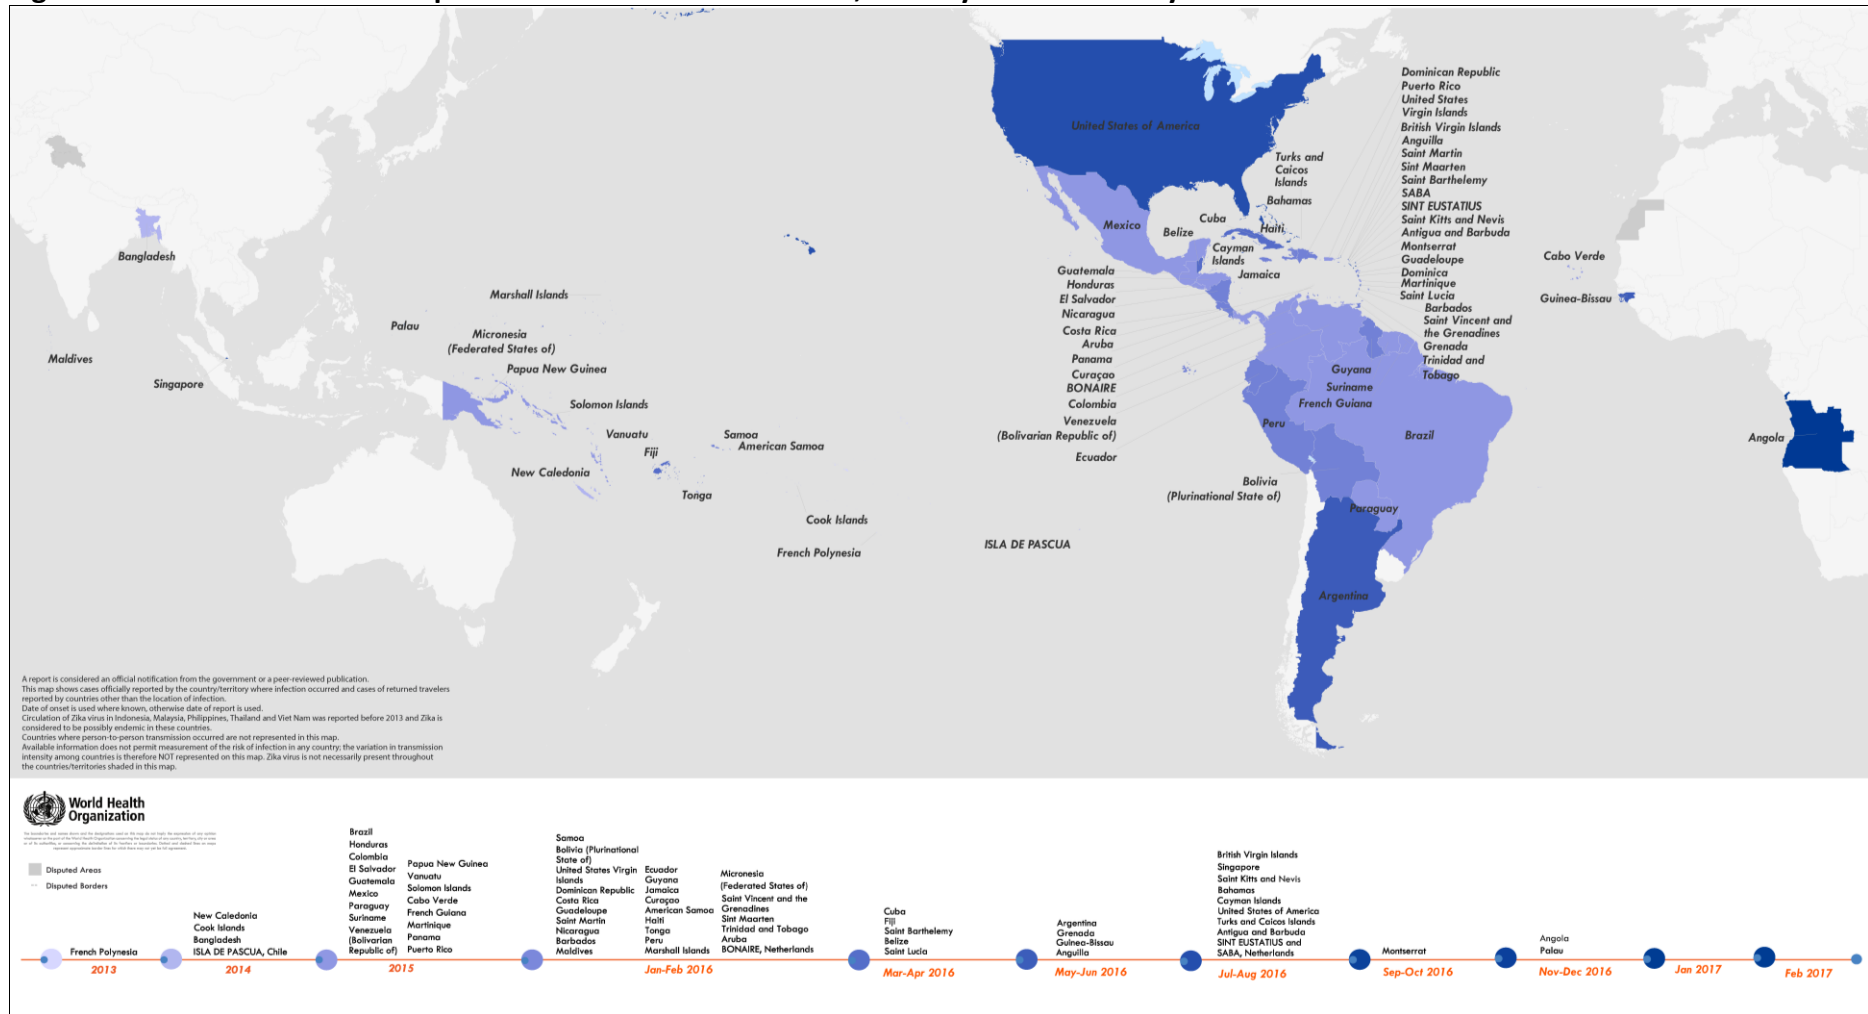 United States of America
Mexico
Cuba
Belize
Haiti
Cayman
Islands
Jamaica
Turks and
Caicos
Islands
Bahamas
Dominican Republic
Puerto Rico
United States
Virgin Islands
British Virgin Islands
Anguilla
Saint Martin
Sint Maarten
Saint Barthelemy
SABA
SINT EUSTATIUS
Saint Kitts and Nevis
Antigua and Barbuda
Montserrat
Guadeloupe
Dominica
Martinique
Saint Lucia
Barbados
Saint Vincent and
the Grenadines
Grenada
Trinidad and
Tobago
Cabo Verde
Guinea-Bissau
Angola
Bangladesh
Maldives
Singapore
Palau
Marshall Islands
Micronesia
(Federated States of)
Papua New Guinea
Solomon Islands
Vanuatu
Fiji
Samoa
American Samoa
New Caledonia
Tonga
Cook Islands
French Polynesia
ISLA DE PASCUA
Guatemala
Honduras
El Salvador
Nicaragua
Costa Rica
Aruba
Panama
Curaçao
BONAIRE
Colombia
Venezuela
(Bolivarian Republic of)
Ecuador
Guyana
Suriname
French Guiana
Peru
Brazil
Bolivia
(Plurinational State of)
Paraguay
Argentina
A report is considered an official notification from the government or a peer-reviewed publication.
This map shows cases officially reported by the country/territory where infection occurred and cases of returned travelers
reported by countries other than the location of infection.
Date of onset is used where known, otherwise date of report is used.
Circulation of Zika virus in Indonesia, Malaysia, Philippines, Thailand and Viet Nam was reported before 2013 and Zika is
considered to be possibly endemic in these countries.
Countries where person-to-person transmission occurred are not represented in this map.
Available information does not permit measurement of the risk of infection in any country; the variation in transmission
intensity among countries is therefore NOT represented on this map. Zika virus is not necessarily present throughout
the countries/territories shaded in this map.
World Health
Organization
Disputed Areas
Disputed Borders
French Polynesia
2013
New Caledonia
Cook Islands
Bangladesh
ISLA DE PASCUA, Chile
2014
Brazil
Honduras
Colombia
El Salvador
Guatemala
Mexico
Paraguay
Suriname
Venezuela
(Bolivarian
Republic of)
Papua New Guinea
Vanuatu
Solomon Islands
Cabo Verde
French Guiana
Martinique
Panama
Puerto Rico
2015
Samoa
Bolivia (Plurinational
State of)
United States Virgin
Islands
Dominican Republic
Costa Rica
Guadeloupe
Saint Martin
Nicaragua
Barbados
Maldives
Ecuador
Guyana
Jamaica
Curaçao
American Samoa
Haiti
Tonga
Peru
Marshall Islands
Micronesia
(Federated States of)
Saint Vincent and the
Grenadines
Sint Maarten
Trinidad and Tobago
Aruba
BONAIRE, Netherlands
Jan-Feb 2016
Cuba
Fiji
Saint Barthelemy
Belize
Saint Lucia
Mar-Apr 2016
Argentina
Grenada
Guinea-Bissau
Anguilla
May-Jun 2016
British Virgin Islands
Singapore
Saint Kitts and Nevis
Bahamas
Cayman Islands
United States of America
Turks and Caicos Islands
Antigua and Barbuda
SINT EUSTATIUS and
SABA, Netherlands
Jul-Aug 2016
Montserrat
Sep-Oct 2016
Angola
Palau
Nov-Dec 2016
Jan 2017
Feb 2017